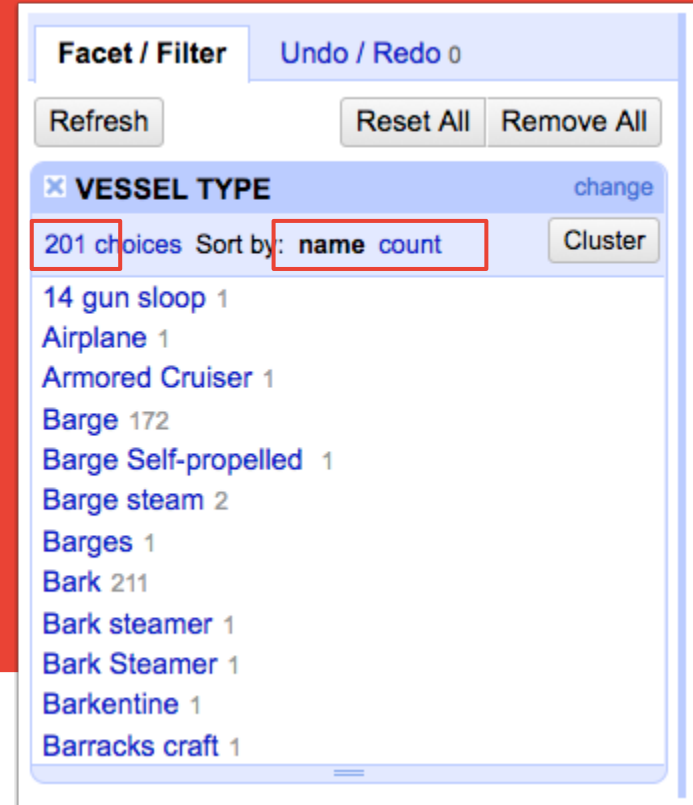 Facet / Filter Undo / Redo 0
Refresh Reset All Remove All
VESSEL TYPE change
201 choices Sort by: name count Cluster
14 gun sloop 1
Airplane 1
Armored Cruiser 1
Barge 172
Barge Self-propelled 1
Barge steam 2
Barges 1
Bark 211
Bark steamer 1
Bark Steamer 1
Barkentine 1
Barracks craft 1